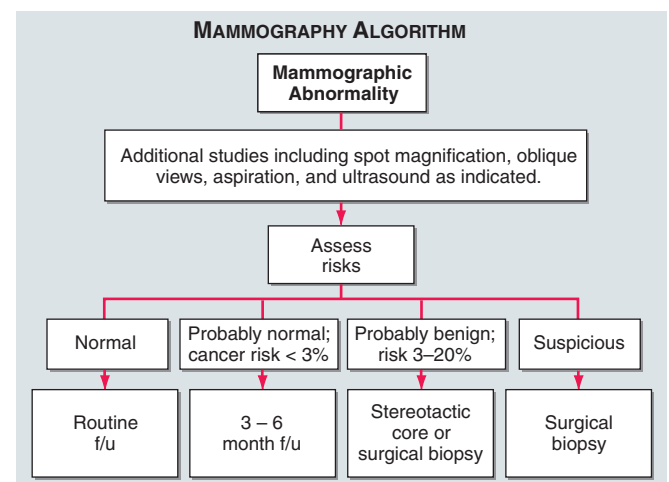 MAMMOGRAPHY ALGORITHM
Mammographic
Abnormality
Additional studies including spot magnification, oblique
views, aspiration, and ultrasound as indicated.
Assess
risks
Normal
Probably normal;
cancer risk < 3%
Probably benign;
risk 3–20%
Suspicious
Routine
f/u
3 – 6
month f/u
Stereotactic
core or
surgical biopsy
Surgical
biopsy